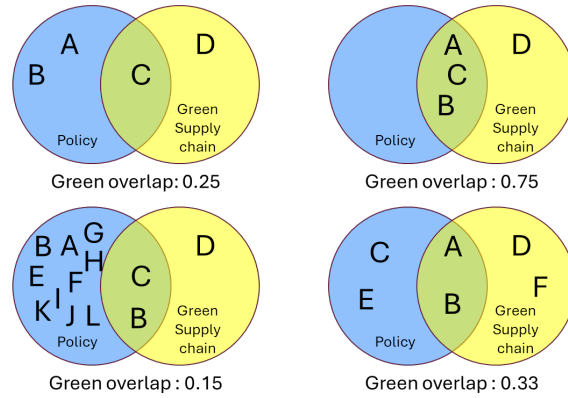 A
D
B
C
Green
Supply
chain
Policy
Green overlap: 0.25
A
D
C
B
Green
Supply
chain
Policy
Green overlap : 0.75
G
B A
D
H
E
F
C
I
K
J L
B
Green
Supply
chain
Policy
Green overlap : 0.15
A
D
C
F
E
B
Green
Supply
chain
Policy
Green overlap : 0.33